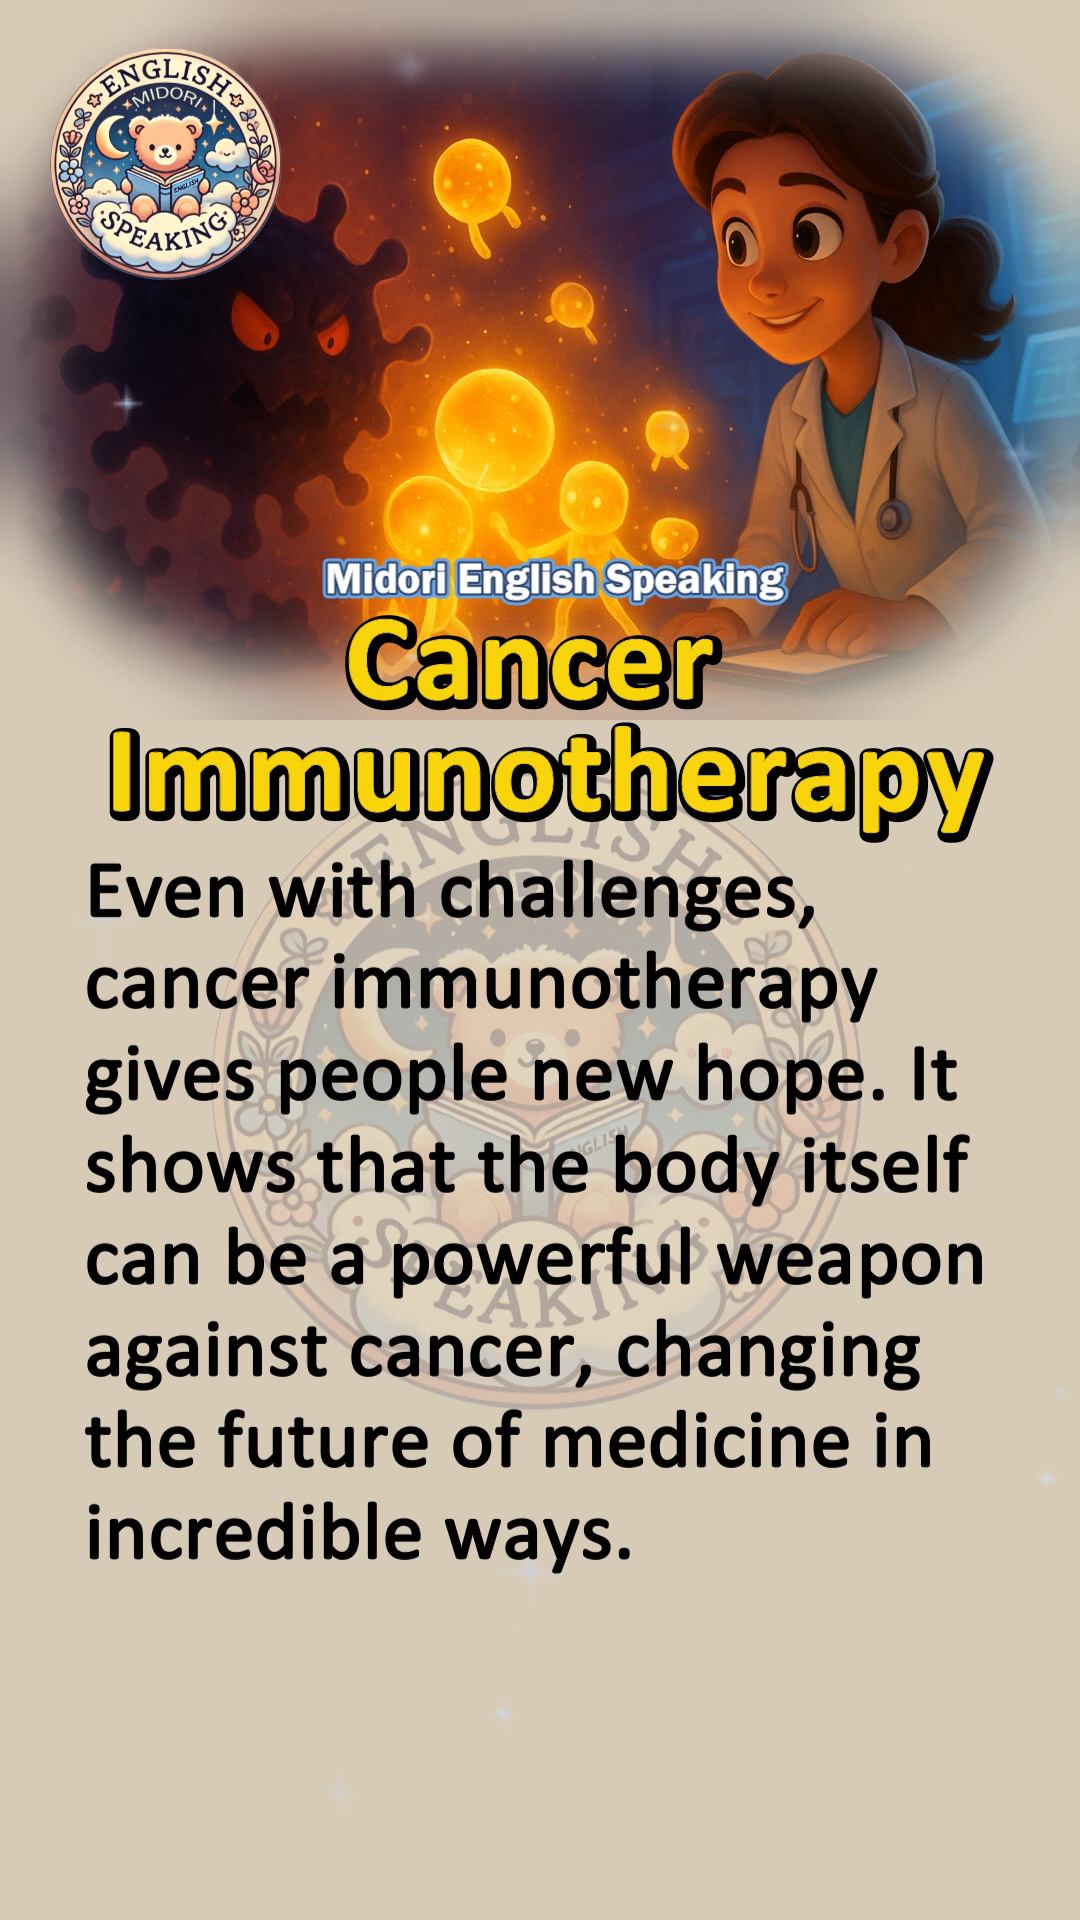 ENGLISH
MIDORI
ENGLISH
SPEAKING
Midori English Speaking
Cancer
Immunotherapy
Even with challenges,
cancer immunotherapy
gives people new hope. It
shows that the body itself
can be a powerful weapon
against cancer, changing
the future of medicine in
incredible ways.
ENGLISH
SPEAKING